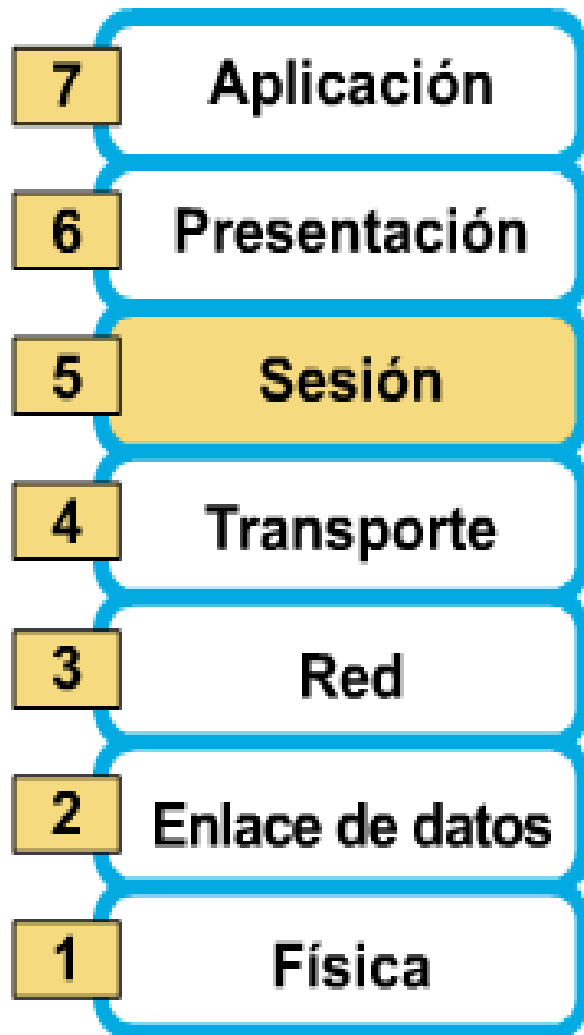 7 Aplicación
6 Presentación
5 Sesión
4 Transporte
3 Red
2 Enlace de datos
1 Física